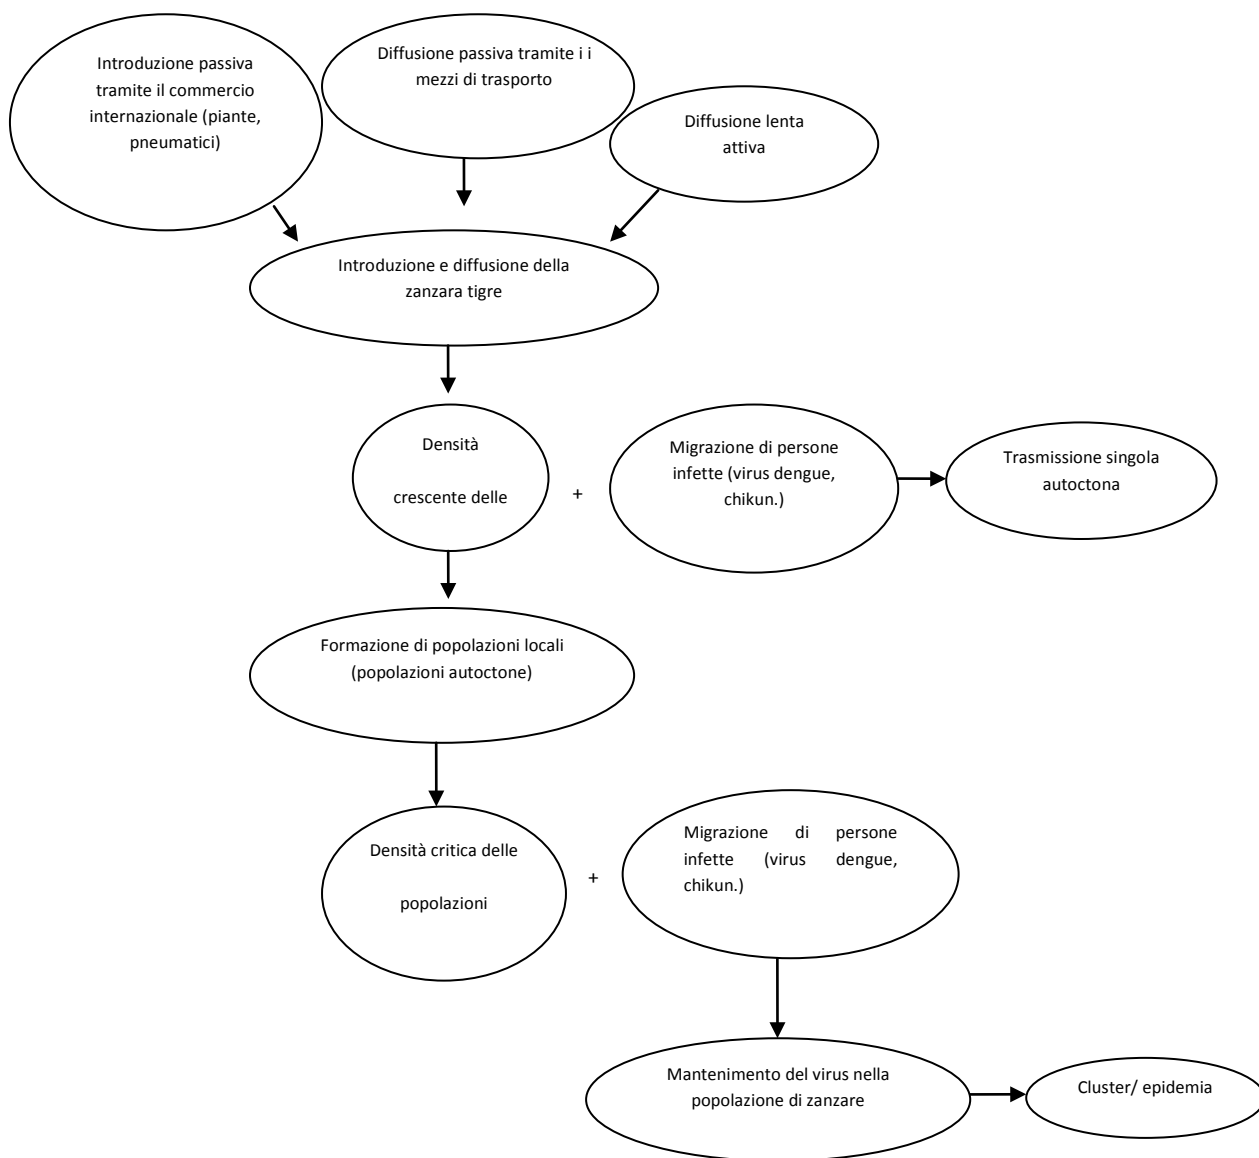 Introduzione passiva
tramite il commercio
internazionale (piante,
pneumatici)
Diffusione passiva tramite i i
mezzi di trasporto
Diffusione lenta
attiva
Introduzione e diffusione della
zanzara tigre
Densità
crescente delle
+
Migrazione di persone
infette (virus dengue,
chikun.)
Trasmissione singola
autoctona
Formazione di popolazioni locali
(popolazioni autoctone)
Densità critica delle
popolazioni
+
Migrazione di persone
infette (virus dengue,
chikun.)
Mantenimento del virus nella
popolazione di zanzare
Cluster/ epidemia